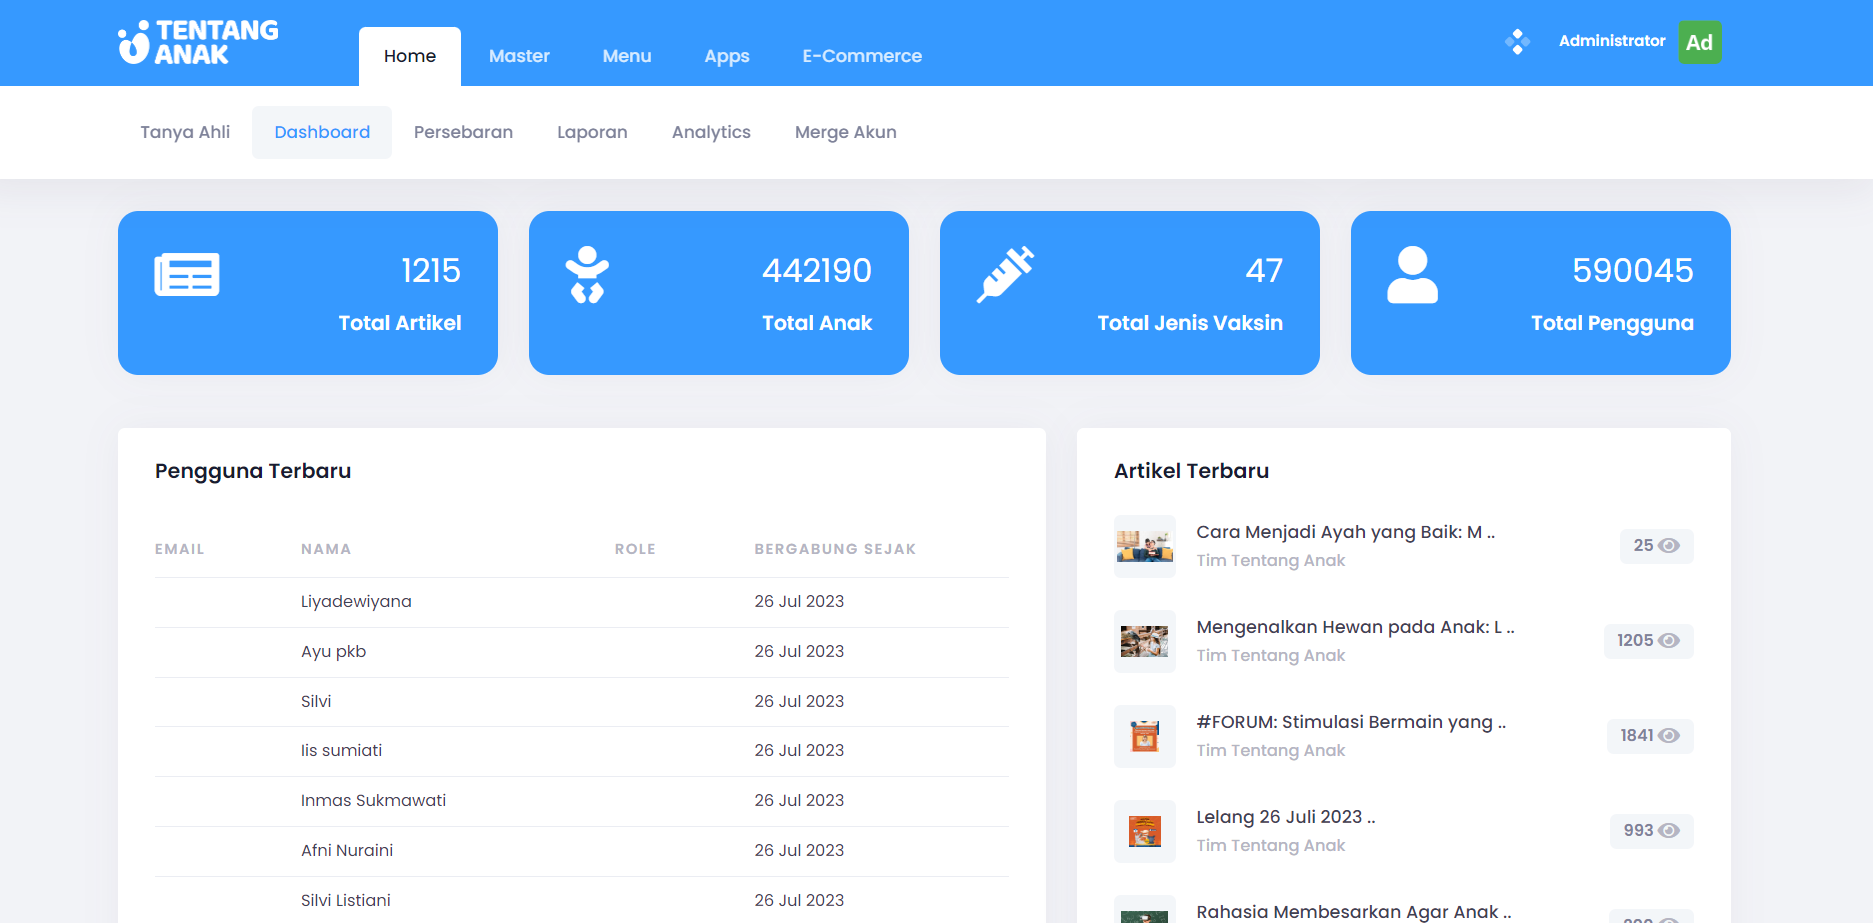 TENTANG
ANAK
Home Master Menu Apps E-Commerce
Administrator Ad
Tanya Ahli Dashboard Persebaran Laporan Analytics Merge Akun
1215
Total Artikel
442190
Total Anak
47
Total Jenis Vaksin
590045
Total Pengguna
Pengguna Terbaru
EMAIL NAMA ROLE BERGABUNG SEJAK
Liyadewiyana 26 Jul 2023
Ayu pkb 26 Jul 2023
Silvi 26 Jul 2023
Iis sumiati 26 Jul 2023
Inmas Sukmawati 26 Jul 2023
Afni Nuraini 26 Jul 2023
Silvi Listiani 26 Jul 2023
Artikel Terbaru
Cara Menjadi Ayah yang Baik: M ..
Tim Tentang Anak
25
Mengenalkan Hewan pada Anak: L ..
Tim Tentang Anak
1205
#FORUM: Stimulasi Bermain yang ..
Tim Tentang Anak
1841
Lelang 26 Juli 2023 ..
Tim Tentang Anak
993
Rahasia Membesarkan Agar Anak ..